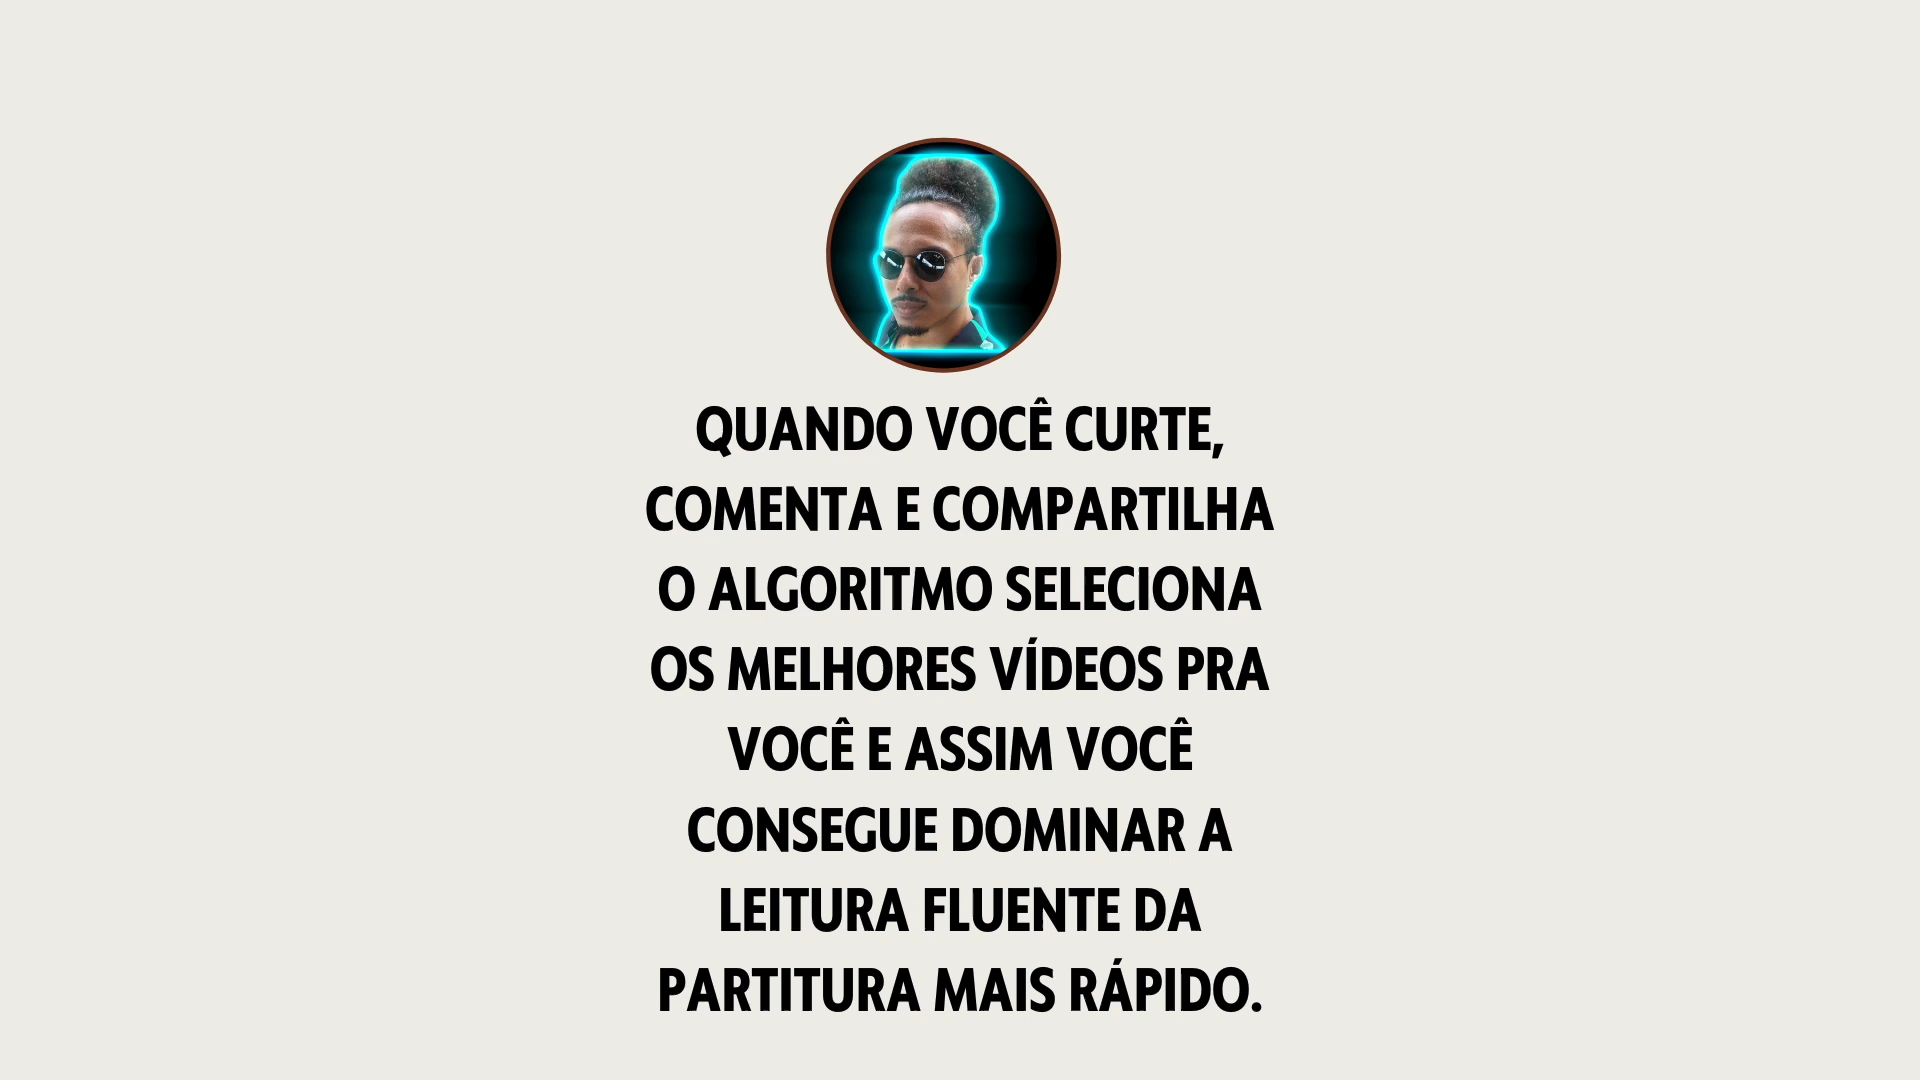 QUANDO VOCÊ CURTE,
COMENTA E COMPARTILHA
O ALGORITMO SELECIONA
OS MELHORES VÍDEOS PRA
VOCÊ E ASSIM VOCÊ
CONSEGUE DOMINAR A
LEITURA FLUENTE DA
PARTITURA MAIS RÁPIDO.